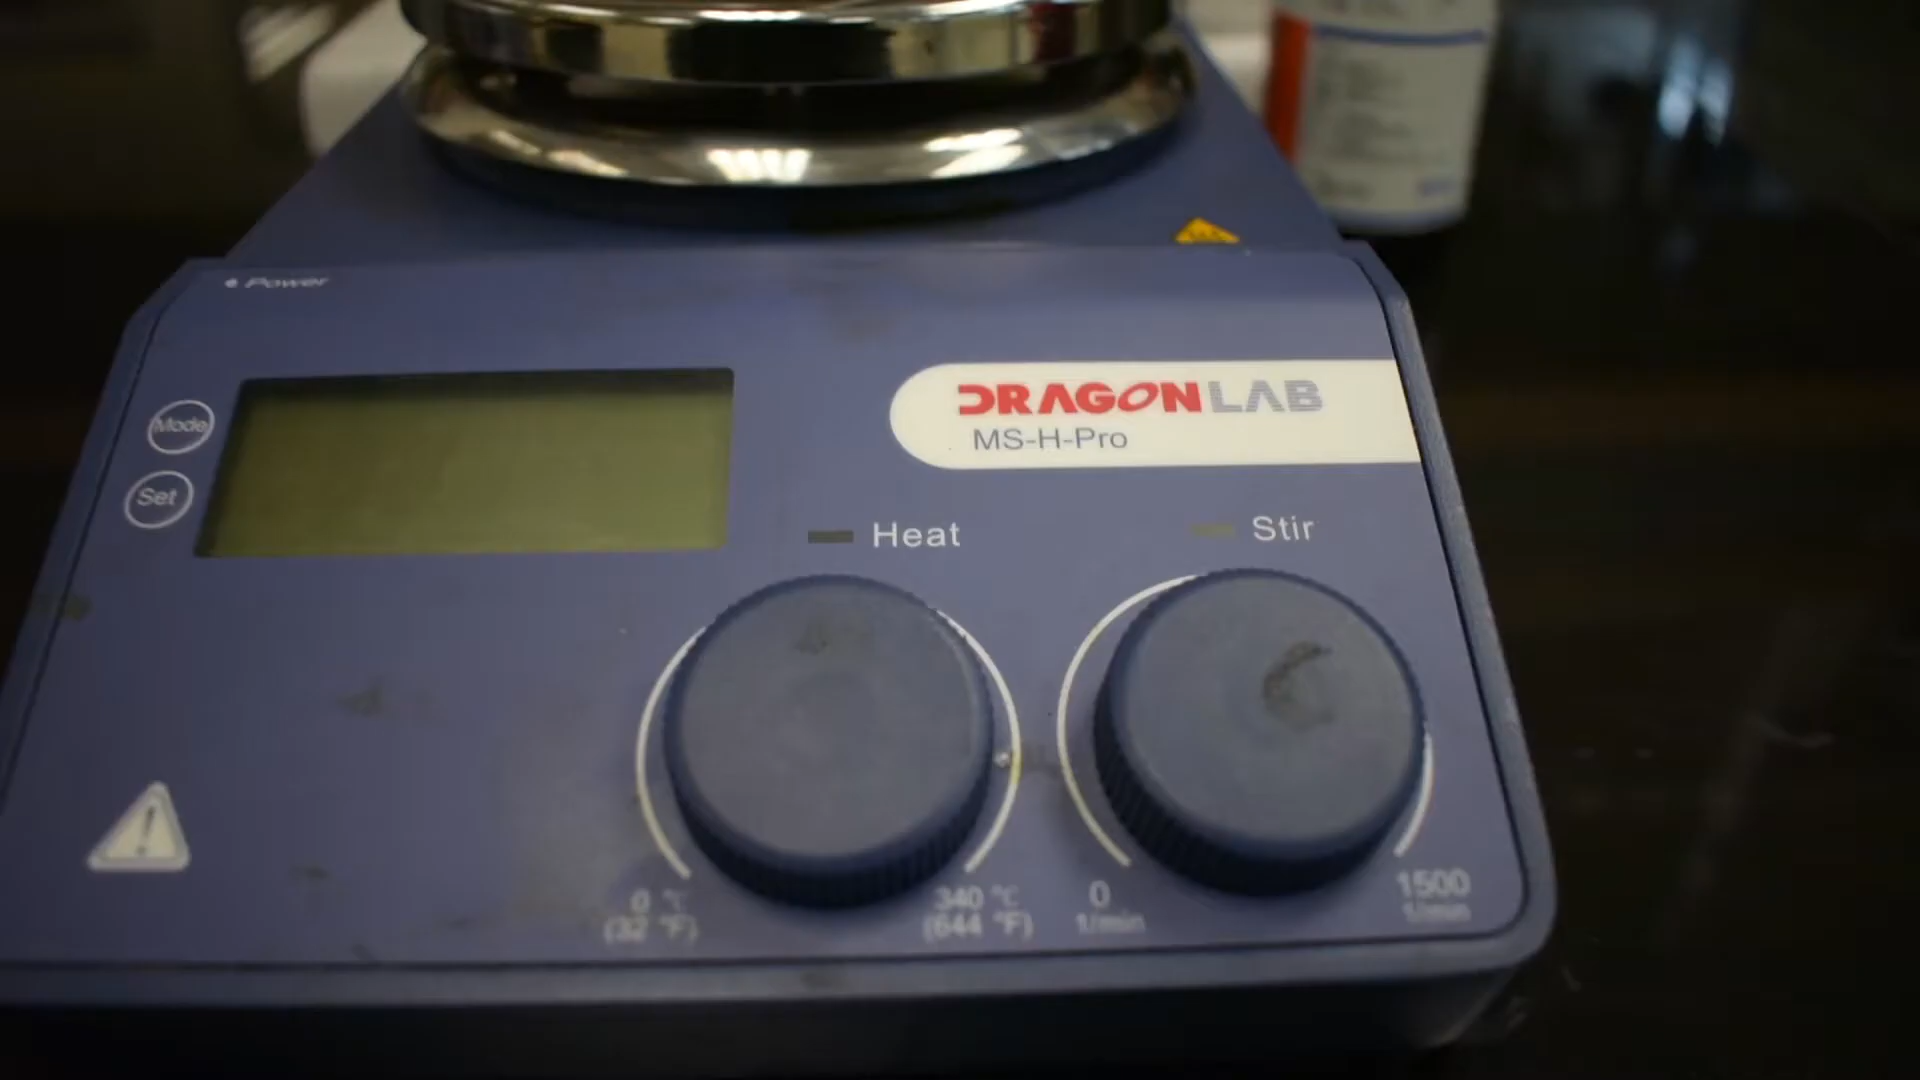 Power
DRAGONLAB
MS-H-Pro
Mode
Set
Heat
Stir
0 ℃
(32 ℉)
340 ℃
(644 ℉)
0
1/min
1500
1/min